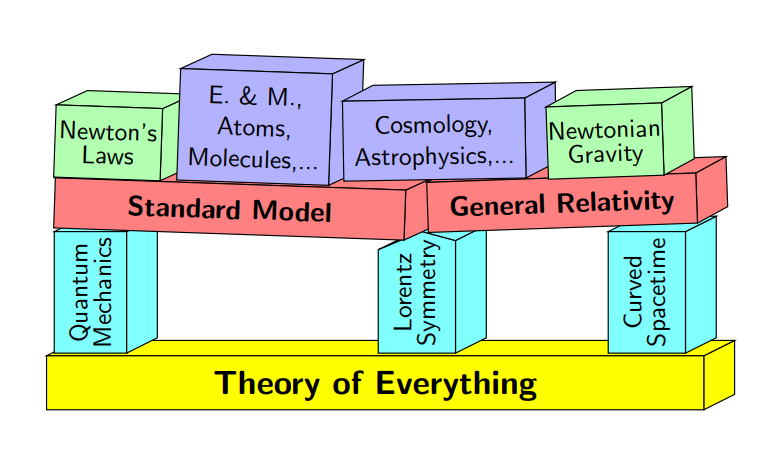 Newton's
Laws
E. & M.,
Atoms,
Molecules,...
Cosmology,
Astrophysics,...
Newtonian
Gravity
Standard Model
General Relativity
Quantum
Mechanics
Lorentz
Symmetry
Curved
Spacetime
Theory of Everything